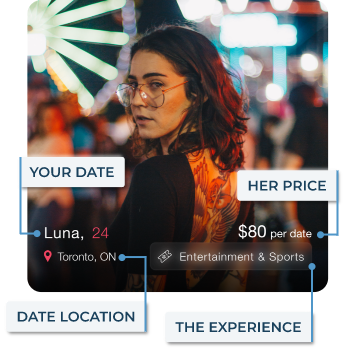 YOUR DATE
HER PRICE
Luna, 24
$80 per date
Toronto, ON
Entertainment & Sports
DATE LOCATION
THE EXPERIENCE